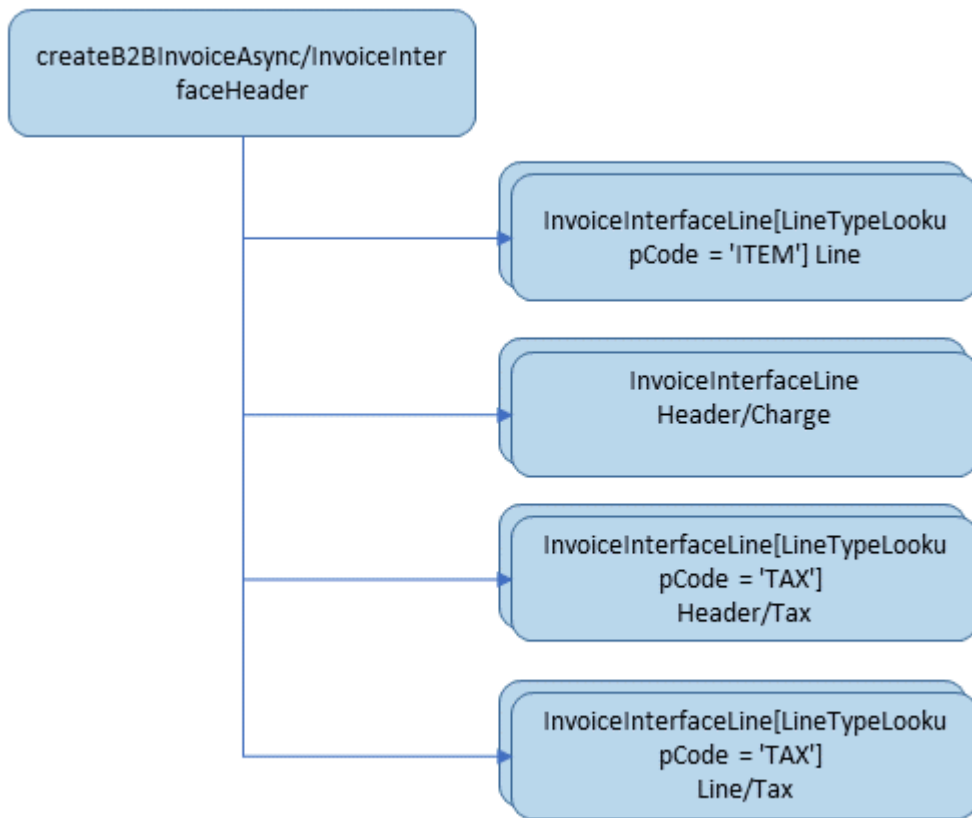 createB2BInvoiceAsync/InvoiceInter
faceHeader
InvoiceInterfaceLine[LineTypeLooku
pCode = 'ITEM'] Line
InvoiceInterfaceLine
Header/Charge
InvoiceInterfaceLine[LineTypeLooku
pCode = 'TAX']
Header/Tax
InvoiceInterfaceLine[LineTypeLooku
pCode = 'TAX']
Line/Tax